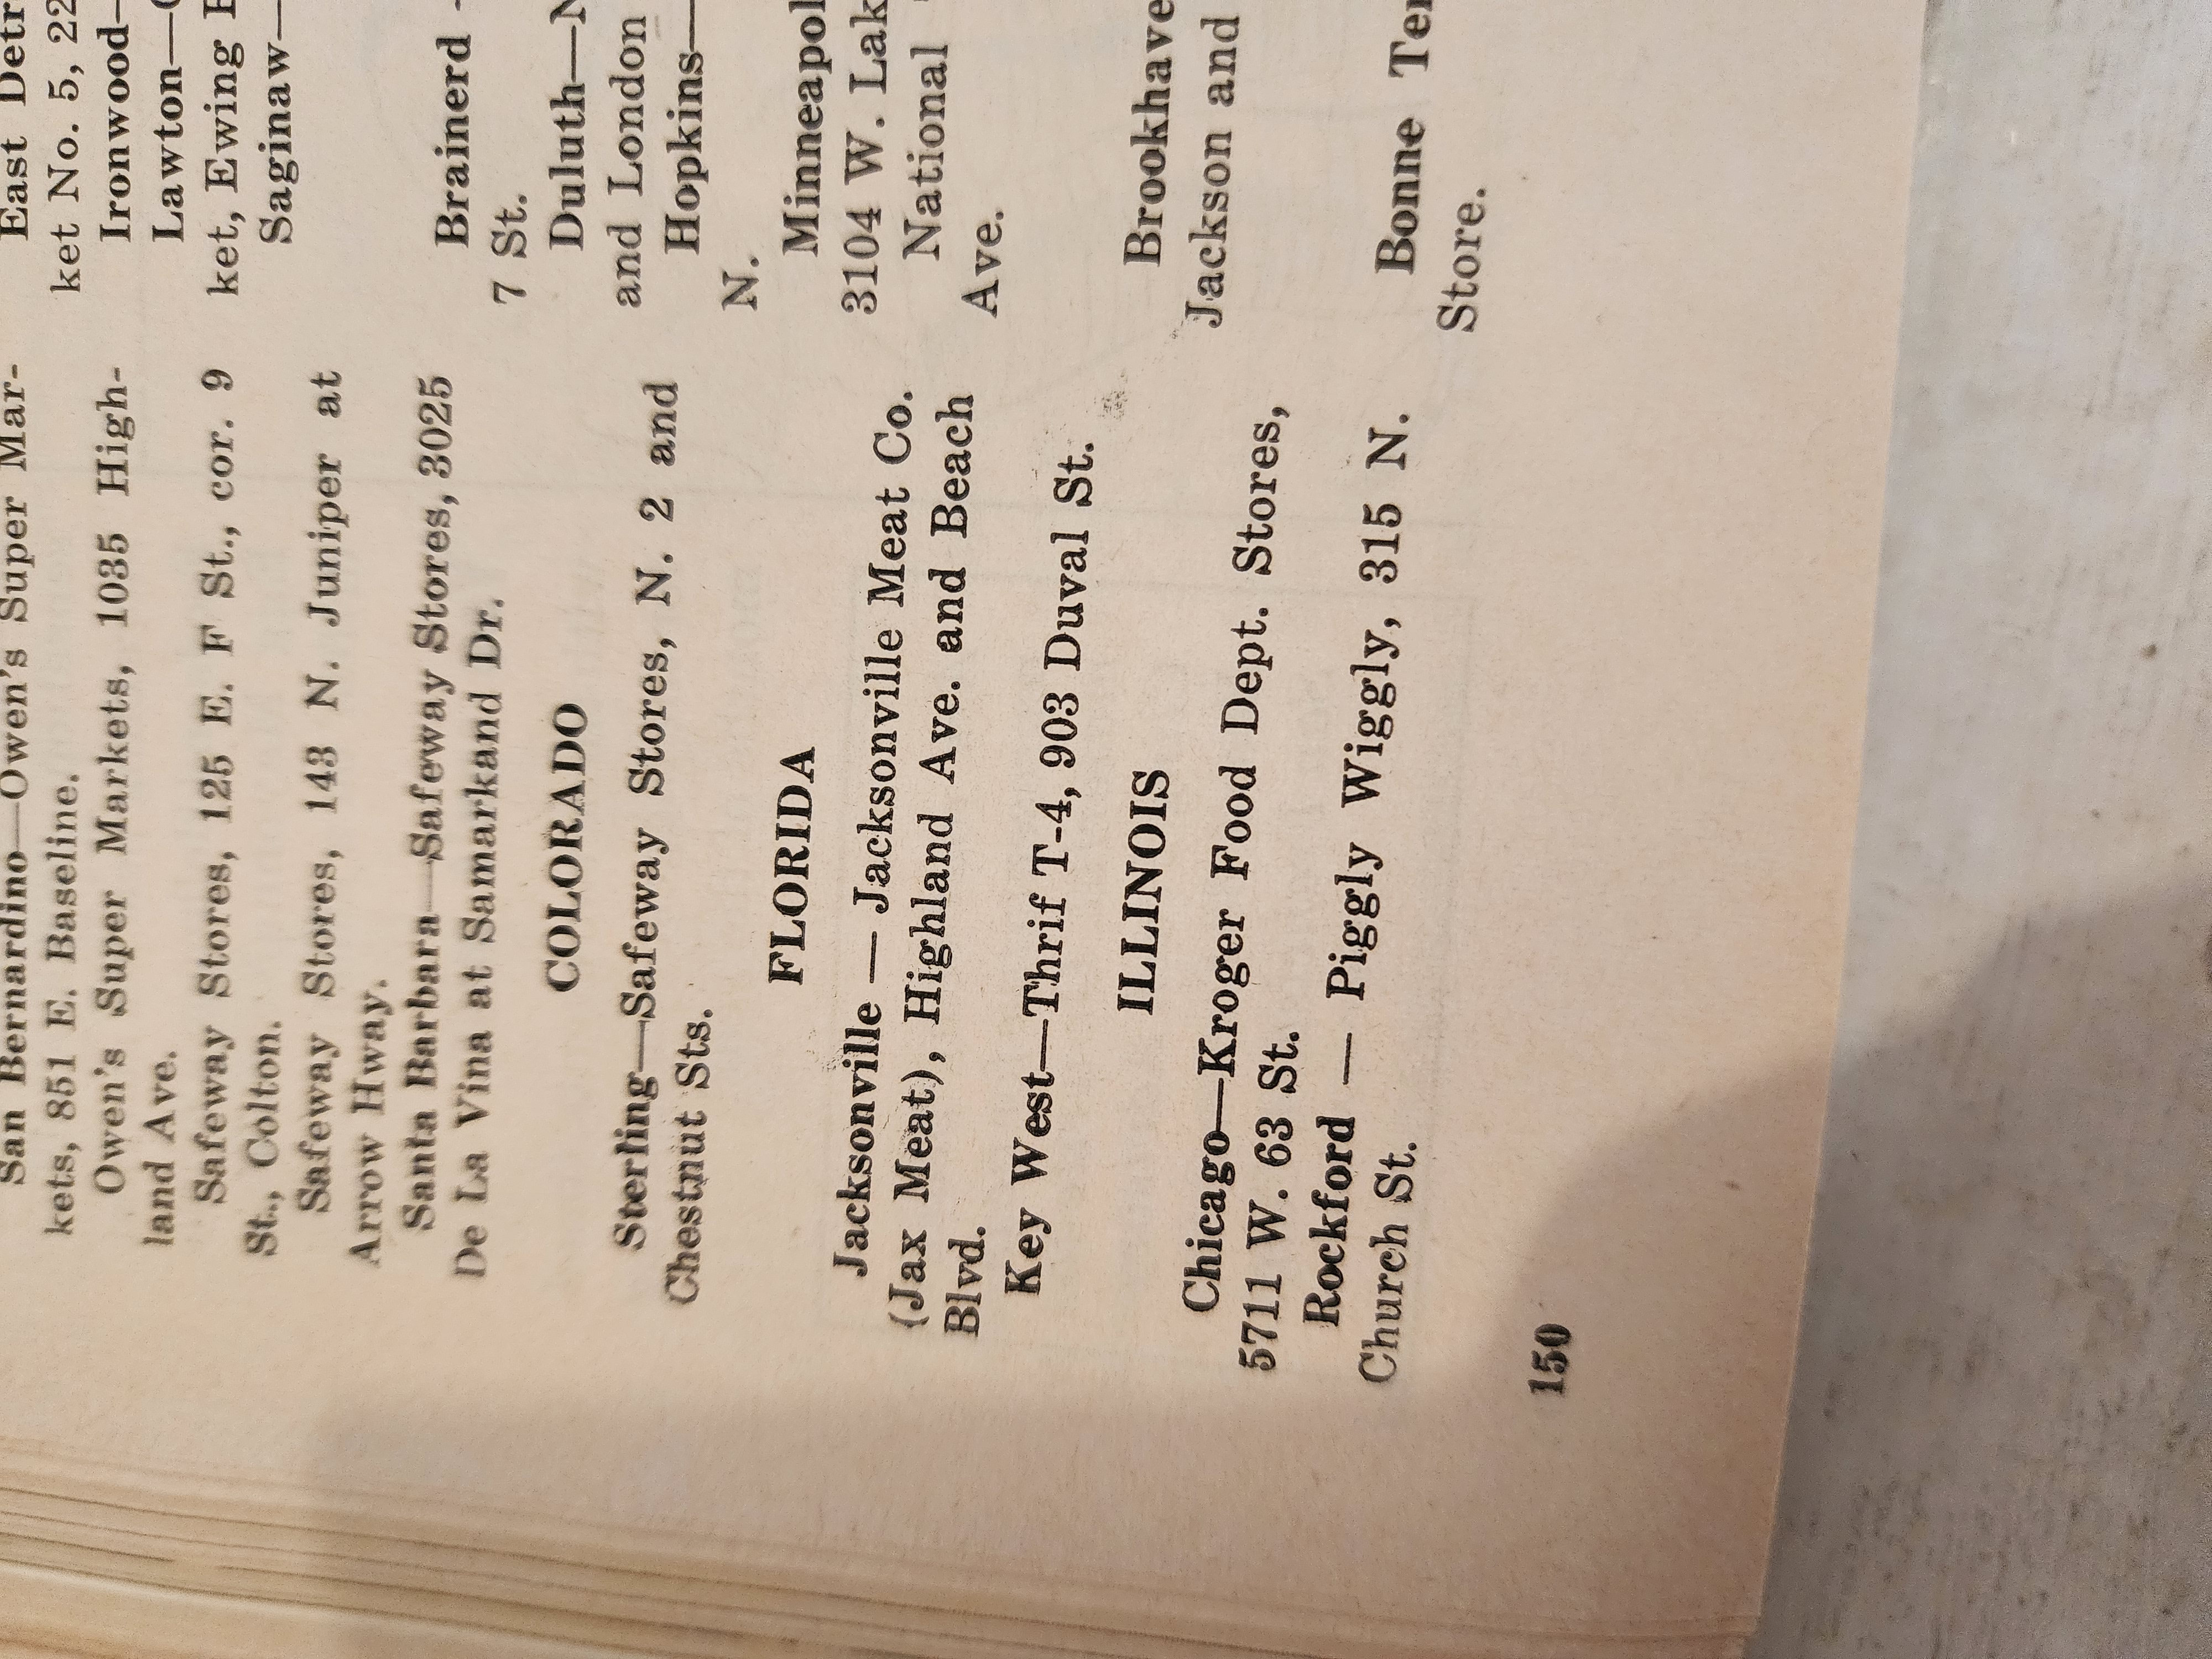 San Bernardino—Owen's Super Mar-
kets, 851 E. Baseline.
Owen's Super Markets, 1035 High-
land Ave.
Safeway Stores, 125 E. F St., cor. 9
St., Colton.
Safeway Stores, 143 N. Juniper at
Arrow Hway.
Santa Barbara—Safeway Stores, 3025
De La Vina at Samarkand Dr.
COLORADO
Sterling—Safeway Stores, N. 2 and
Chestnut Sts.
FLORIDA
Jacksonville — Jacksonville Meat Co.
(Jax Meat), Highland Ave. and Beach
Blvd.
Key West—Thrif T-4, 903 Duval St.
ILLINOIS
Chicago—Kroger Food Dept. Stores,
5711 W. 63 St.
Rockford — Piggly Wiggly, 315 N.
Church St.
150
East Detr
ket No. 5, 22
Ironwood—
Lawton—
ket, Ewing
Saginaw—
Brainerd
7 St.
Duluth—
and London
Hopkins—
N.
Minneapol
3104 W. Lak
National
Ave.
Brookhave
Jackson and
Bonne Ter
Store.